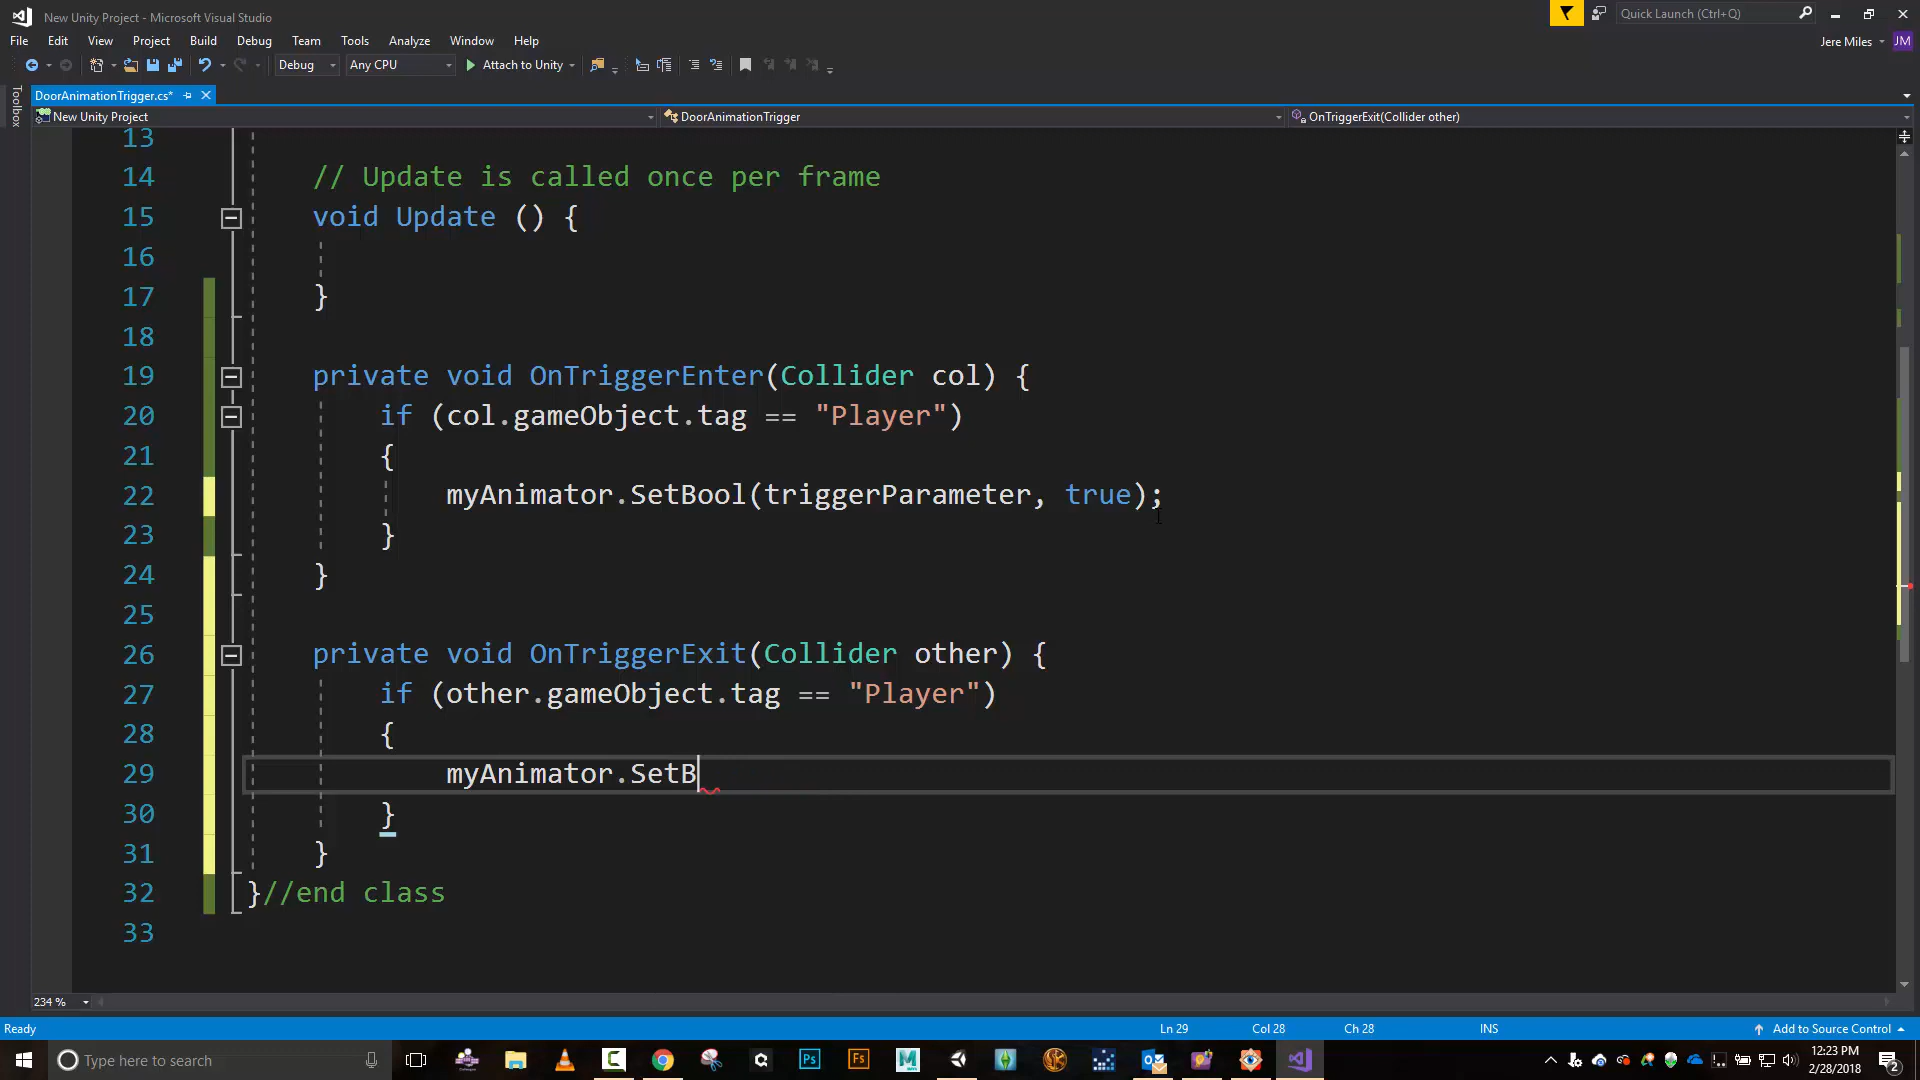 New Unity Project - Microsoft Visual Studio
Quick Launch (Ctrl+Q)
File Edit View Project Build Debug Team Tools Analyze Window Help
Jere Miles JM
Debug Any CPU Attach to Unity
Toolbox
DoorAnimationTrigger.cs*
New Unity Project DoorAnimationTrigger OnTriggerExit(Collider other)
13
14 // Update is called once per frame
15 void Update () {
16
17 }
18
19 private void OnTriggerEnter(Collider col) {
20 if (col.gameObject.tag == "Player")
21 {
22 myAnimator.SetBool(triggerParameter, true);
23 }
24 }
25
26 private void OnTriggerExit(Collider other) {
27 if (other.gameObject.tag == "Player")
28 {
29 myAnimator.SetB
30 }
31 }
32 }//end class
33
234 %
Ready Ln 29 Col 28 Ch 28 INS Add to Source Control
Type here to search
Ps Fs M
12:23 PM
2/28/2018
2